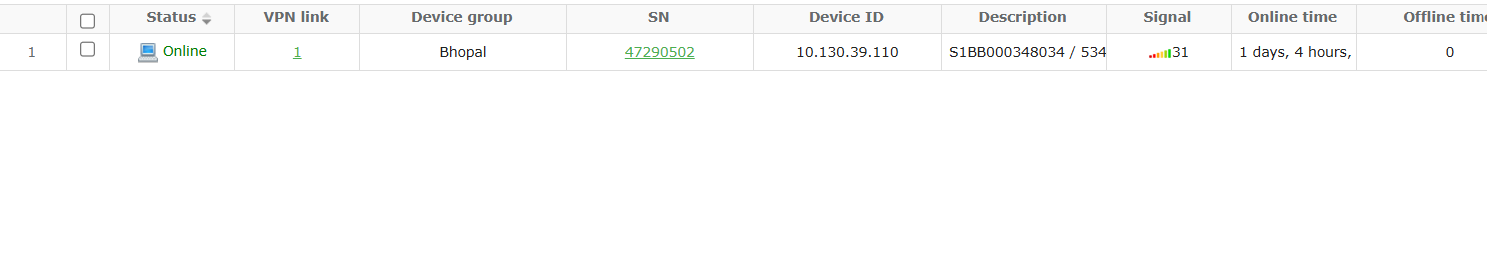 Status VPN link Device group SN Device ID Description Signal Online time Offline time
1 Online 1 Bhopal 47290502 10.130.39.110 S1BB000348034 / 534 31 1 days, 4 hours, 0